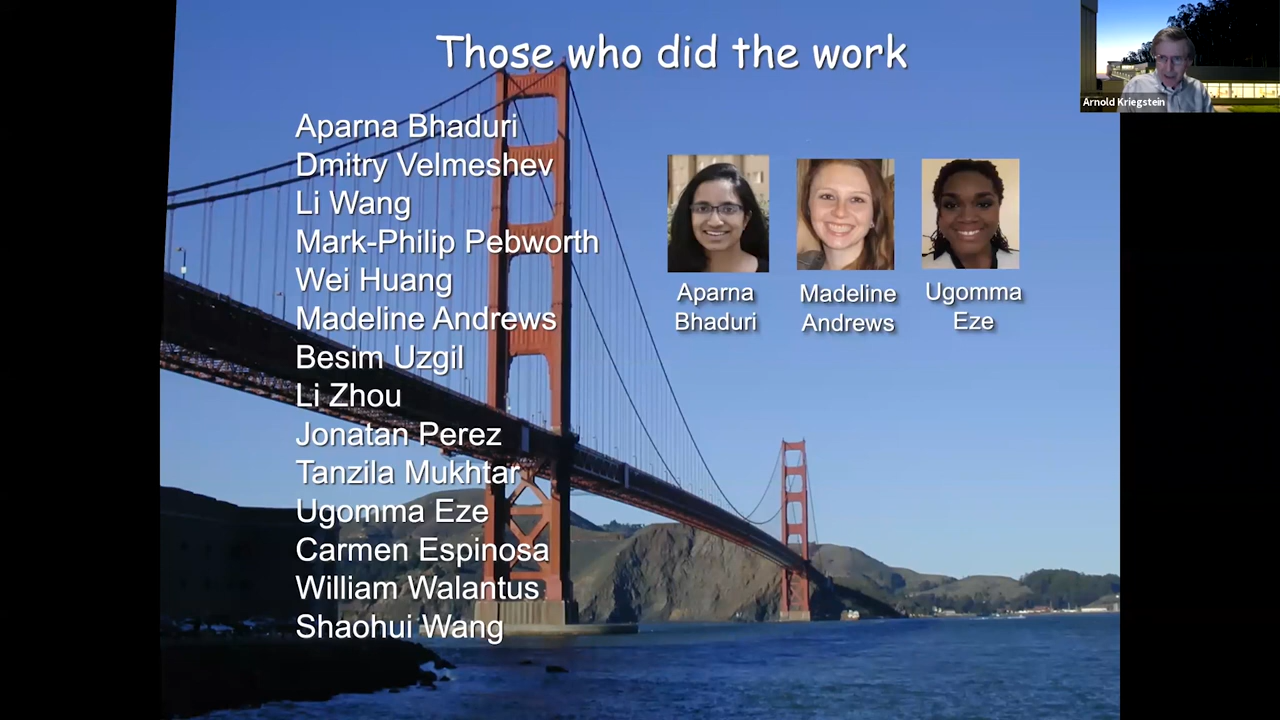 Those who did the work
Arnold Kriegstein
Aparna Bhaduri
Dmitry Velmeshev
Li Wang
Mark-Philip Pebworth
Wei Huang
Madeline Andrews
Besim Uzgil
Li Zhou
Jonatan Perez
Tanzila Mukhtar
Ugomma Eze
Carmen Espinosa
William Walantus
Shaohui Wang
Aparna
Bhaduri
Madeline
Andrews
Ugomma
Eze